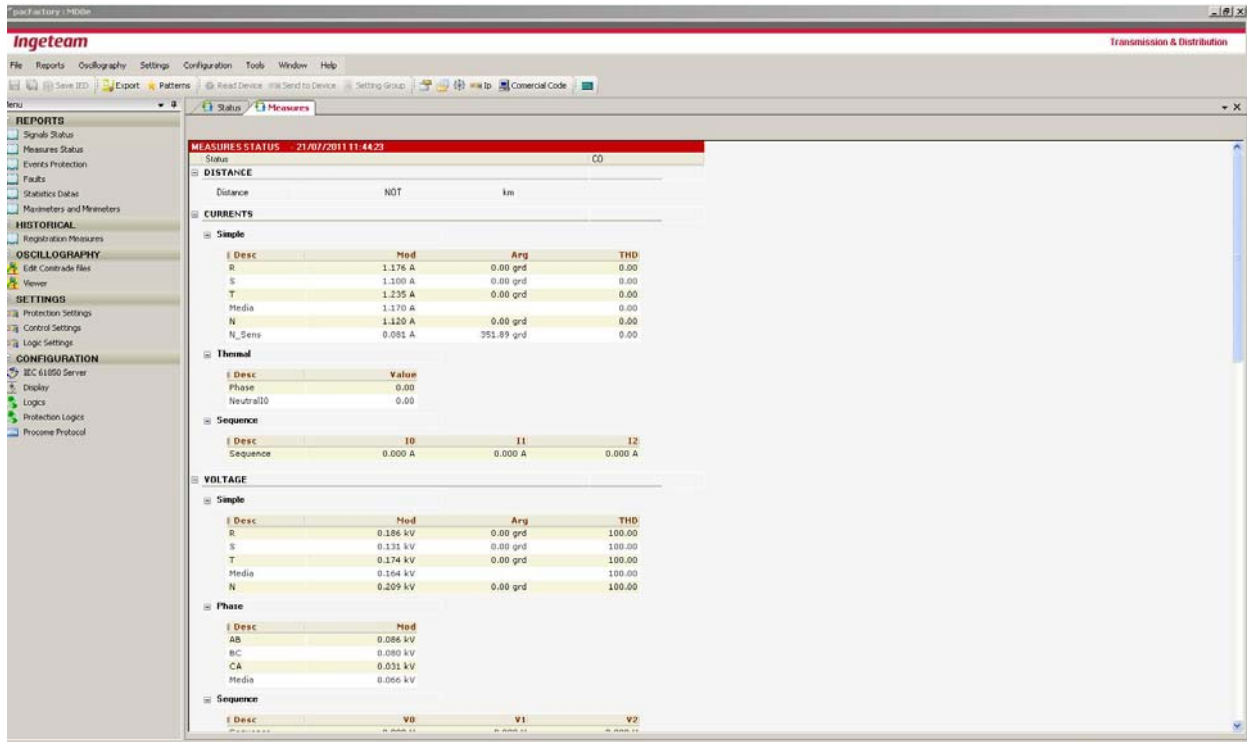 pacFactory : MDBe
Ingeteam
Transmission & Distribution
File Reports Oscillography Settings Configuration Tools Window Help
Save IED Export Patterns Read Device Send to Device Setting Group Ip Comercial Code
Menu
Status Measures
REPORTS
Signals Status
Measures Status
Events Protection
Faults
Statistics Datas
Maximeters and Minimeters
HISTORICAL
Registration Measures
OSCILLOGRAPHY
Edit Comtrade files
Viewer
SETTINGS
Protection Settings
Control Settings
Logic Settings
CONFIGURATION
IEC 61850 Server
Display
Logics
Protection Logics
Procome Protocol
MEASURES STATUS - 21/07/2011 11:44:23
Status CO
DISTANCE
Distance NOT km
CURRENTS
Simple
Desc Mod Arg THD
R 1.176 A 0.00 grd 0.00
S 1.100 A 0.00 grd 0.00
T 1.235 A 0.00 grd 0.00
Media 1.170 A 0.00
N 1.120 A 0.00 grd 0.00
N_Sens 0.081 A 351.89 grd 0.00
Thermal
Desc Value
Phase 0.00
NeutralI0 0.00
Sequence
Desc I0 I1 I2
Sequence 0.000 A 0.000 A 0.000 A
VOLTAGE
Simple
Desc Mod Arg THD
R 0.186 kV 0.00 grd 100.00
S 0.131 kV 0.00 grd 100.00
T 0.174 kV 0.00 grd 100.00
Media 0.164 kV 100.00
N 0.209 kV 0.00 grd 100.00
Phase
Desc Mod
AB 0.086 kV
BC 0.080 kV
CA 0.031 kV
Media 0.066 kV
Sequence
Desc V0 V1 V2